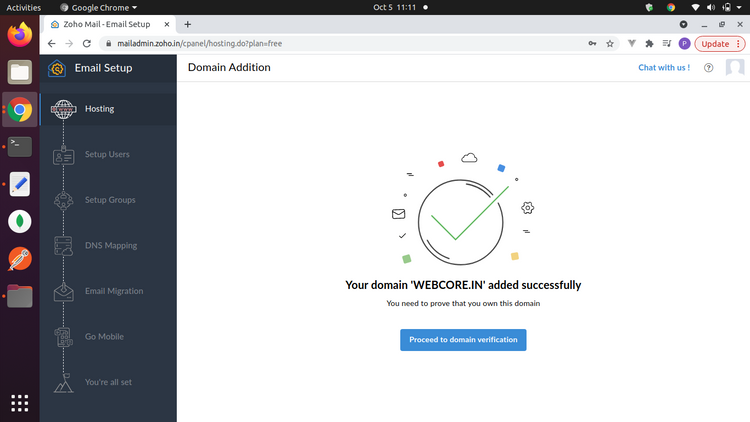 Activities
Google Chrome
Oct 5 11:11
Zoho Mail - Email Setup
mailadmin.zoho.in/cpanel/hosting.do?plan=free
P
Update
Email Setup
Domain Addition
Chat with us !
Hosting
Setup Users
Setup Groups
DNS Mapping
Email Migration
Go Mobile
You're all set
Your domain 'WEBCORE.IN' added successfully
You need to prove that you own this domain
Proceed to domain verification